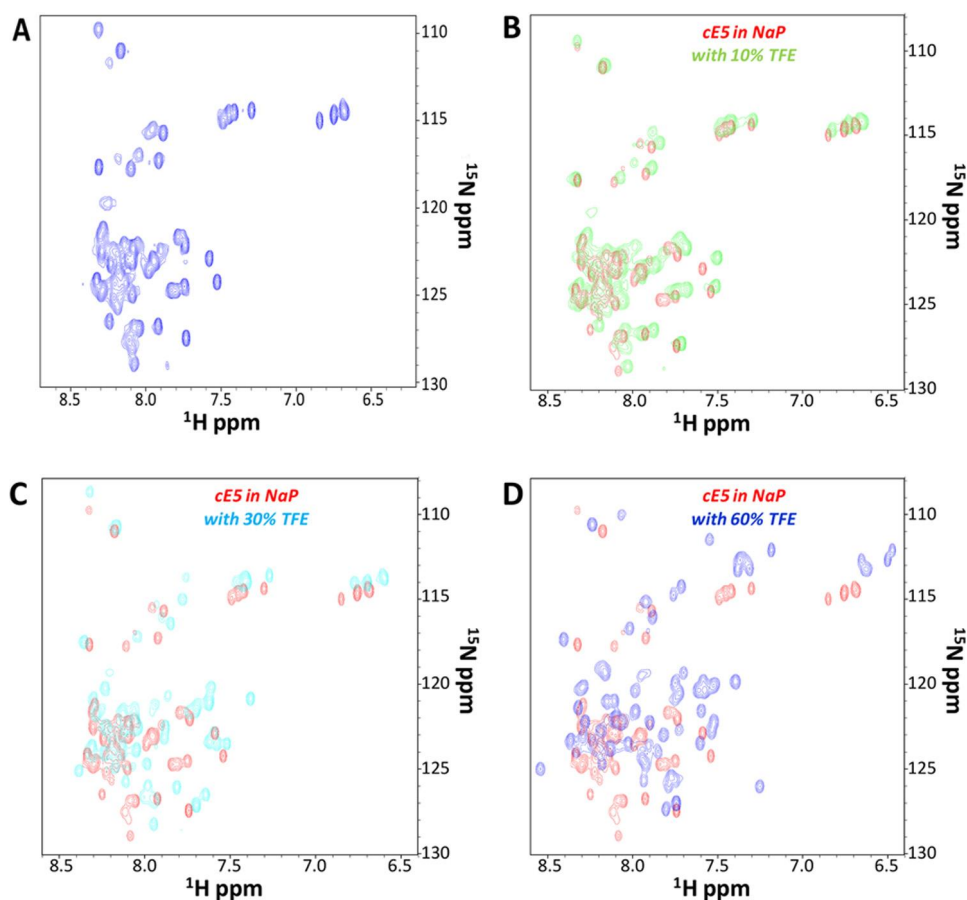 A
110
115
120
125
130
¹⁵N ppm
8.5 8.0 7.5 7.0 6.5
¹H ppm
B
cE5 in NaP
with 10% TFE
110
115
120
125
130
¹⁵N ppm
8.5 8.0 7.5 7.0 6.5
¹H ppm
C
cE5 in NaP
with 30% TFE
110
115
120
125
130
¹⁵N ppm
8.5 8.0 7.5 7.0 6.5
¹H ppm
D
cE5 in NaP
with 60% TFE
110
115
120
125
130
¹⁵N ppm
8.5 8.0 7.5 7.0 6.5
¹H ppm